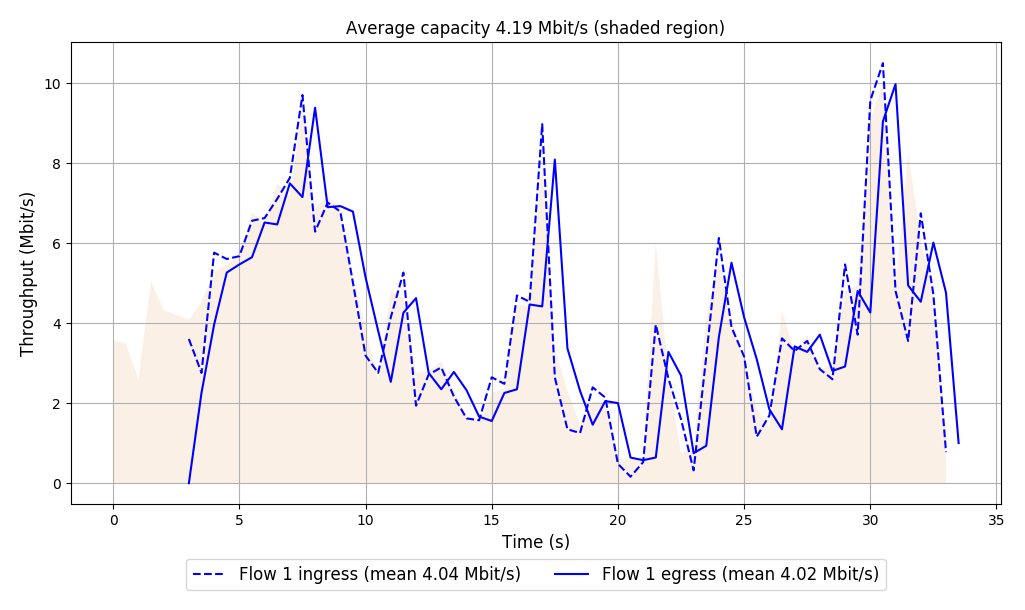 Average capacity 4.19 Mbit/s (shaded region)
Throughput (Mbit/s)
10
8
6
4
2
0
0 5 10 15 20 25 30 35
Time (s)
Flow 1 ingress (mean 4.04 Mbit/s) Flow 1 egress (mean 4.02 Mbit/s)